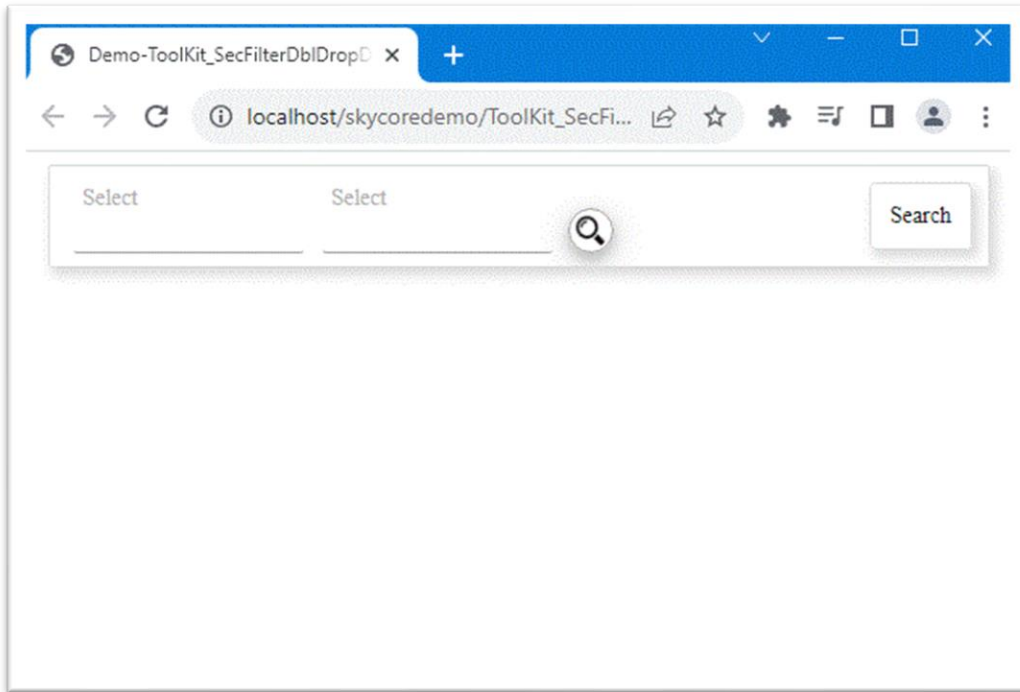 Demo-ToolKit_SecFilterDblDropD
localhost/skycoredemo/ToolKit_SecFi...
Select Select
Search